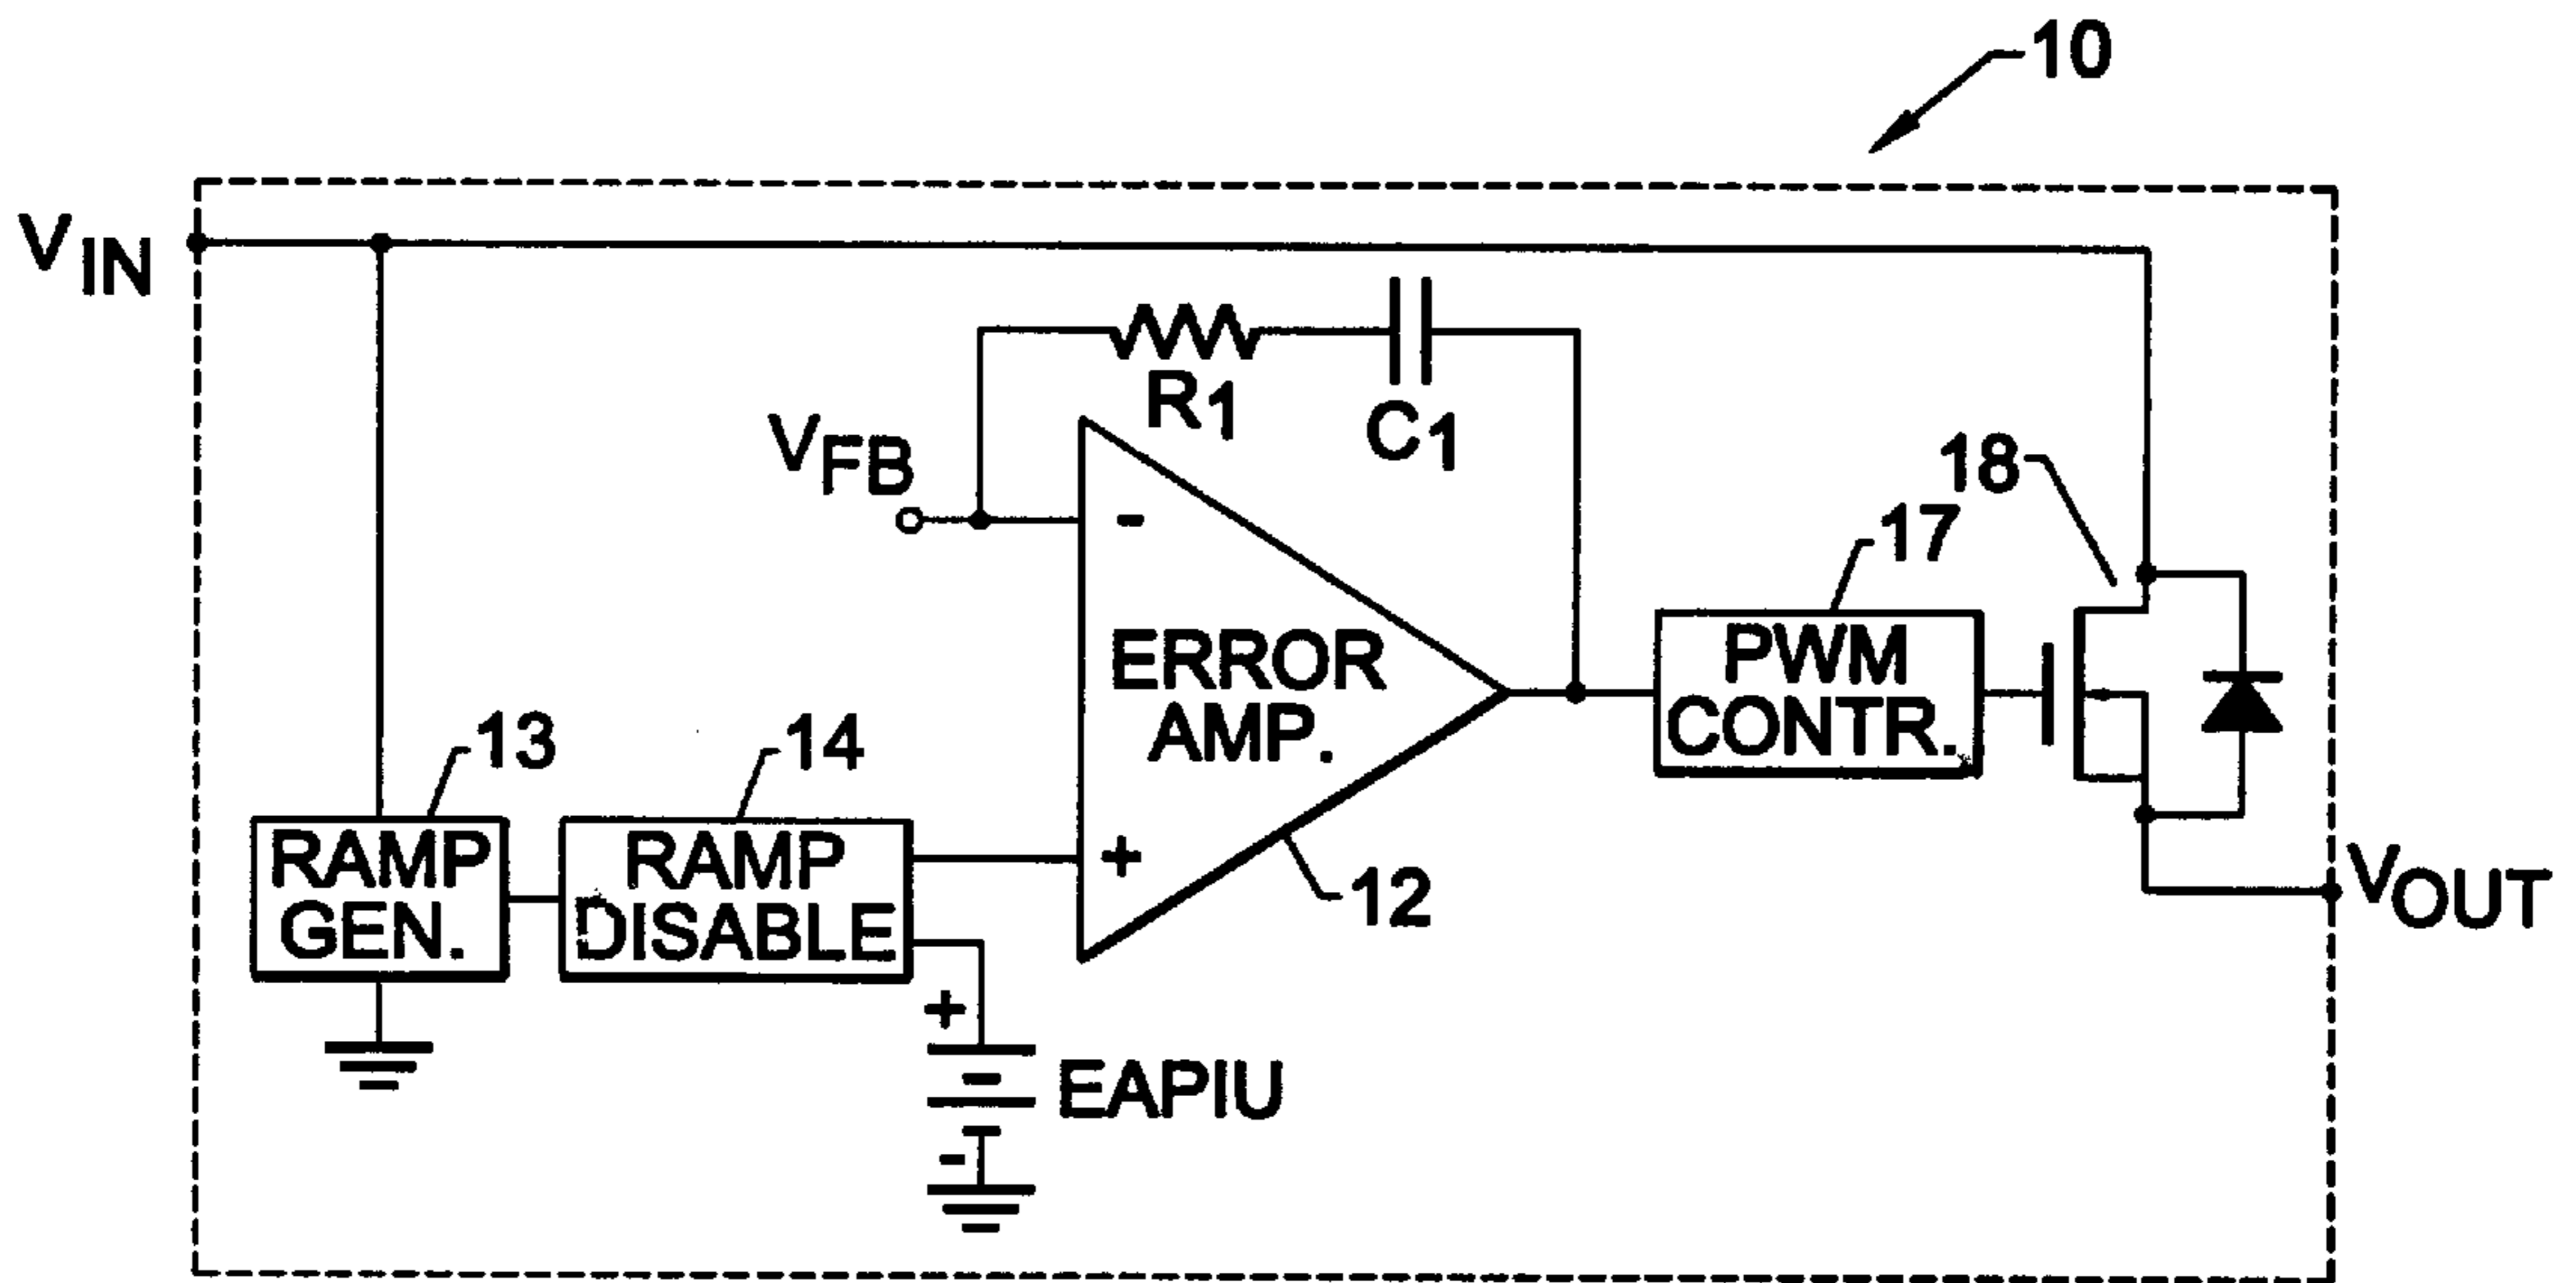 10
VIN
R1
C1
VFB
-
18
17
ERROR
AMP.
PWM
CONTR.
13
14
RAMP
GEN.
RAMP
DISABLE
+
12
VOUT
+
EAPIU
-